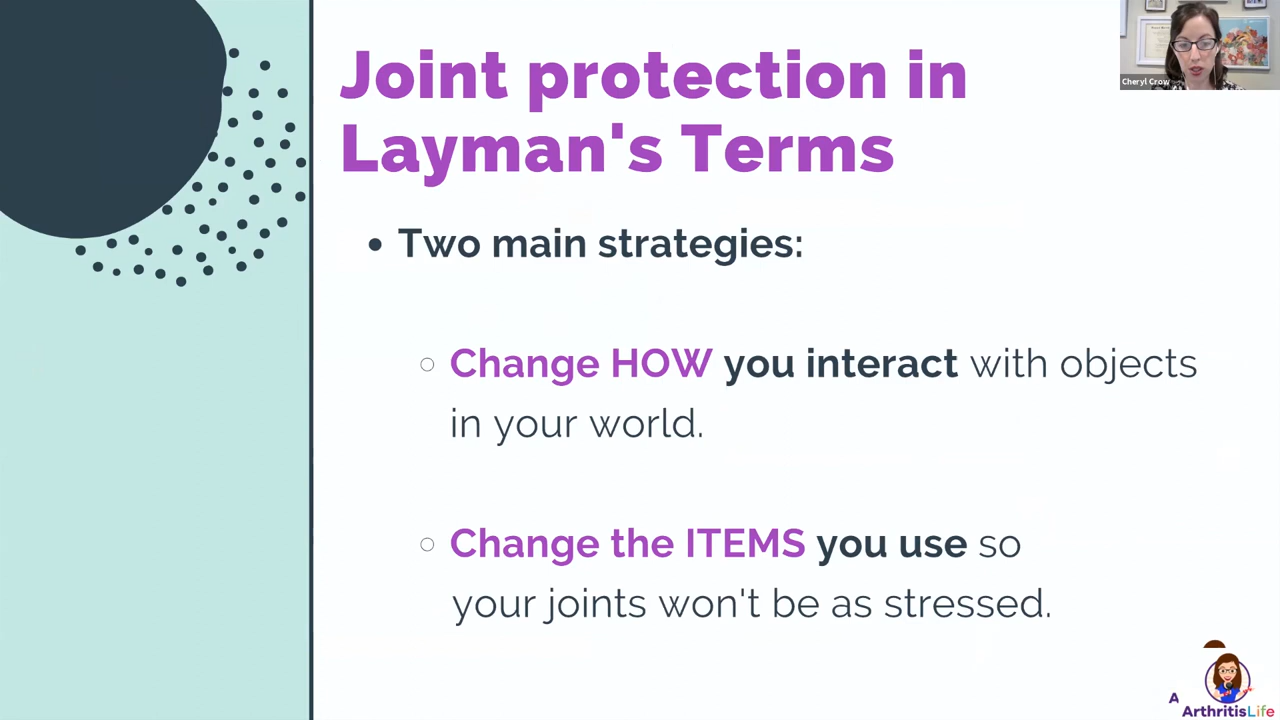 Joint protection in
Layman's Terms
Cheryl Crow
• Two main strategies:
○ Change HOW you interact with objects
in your world.
○ Change the ITEMS you use so
your joints won't be as stressed.
A
ArthritisLife